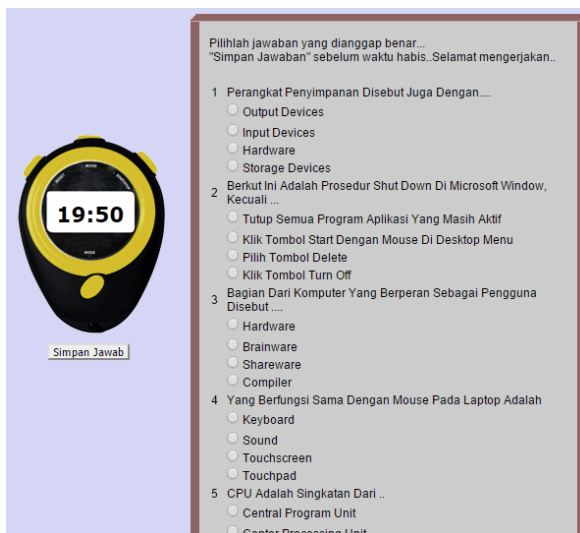 Pilihlah jawaban yang dianggap benar...
"Simpan Jawaban" sebelum waktu habis..Selamat mengerjakan..
19:50
Simpan Jawab
1 Perangkat Penyimpanan Disebut Juga Dengan....
Output Devices
Input Devices
Hardware
Storage Devices
2 Berkut Ini Adalah Prosedur Shut Down Di Microsoft Window,
Kecuali ...
Tutup Semua Program Aplikasi Yang Masih Aktif
Klik Tombol Start Dengan Mouse Di Desktop Menu
Pilih Tombol Delete
Klik Tombol Turn Off
3 Bagian Dari Komputer Yang Berperan Sebagai Pengguna
Disebut ....
Hardware
Brainware
Shareware
Compiler
4 Yang Berfungsi Sama Dengan Mouse Pada Laptop Adalah
Keyboard
Sound
Touchscreen
Touchpad
5 CPU Adalah Singkatan Dari ..
Central Program Unit
Center Processing Unit